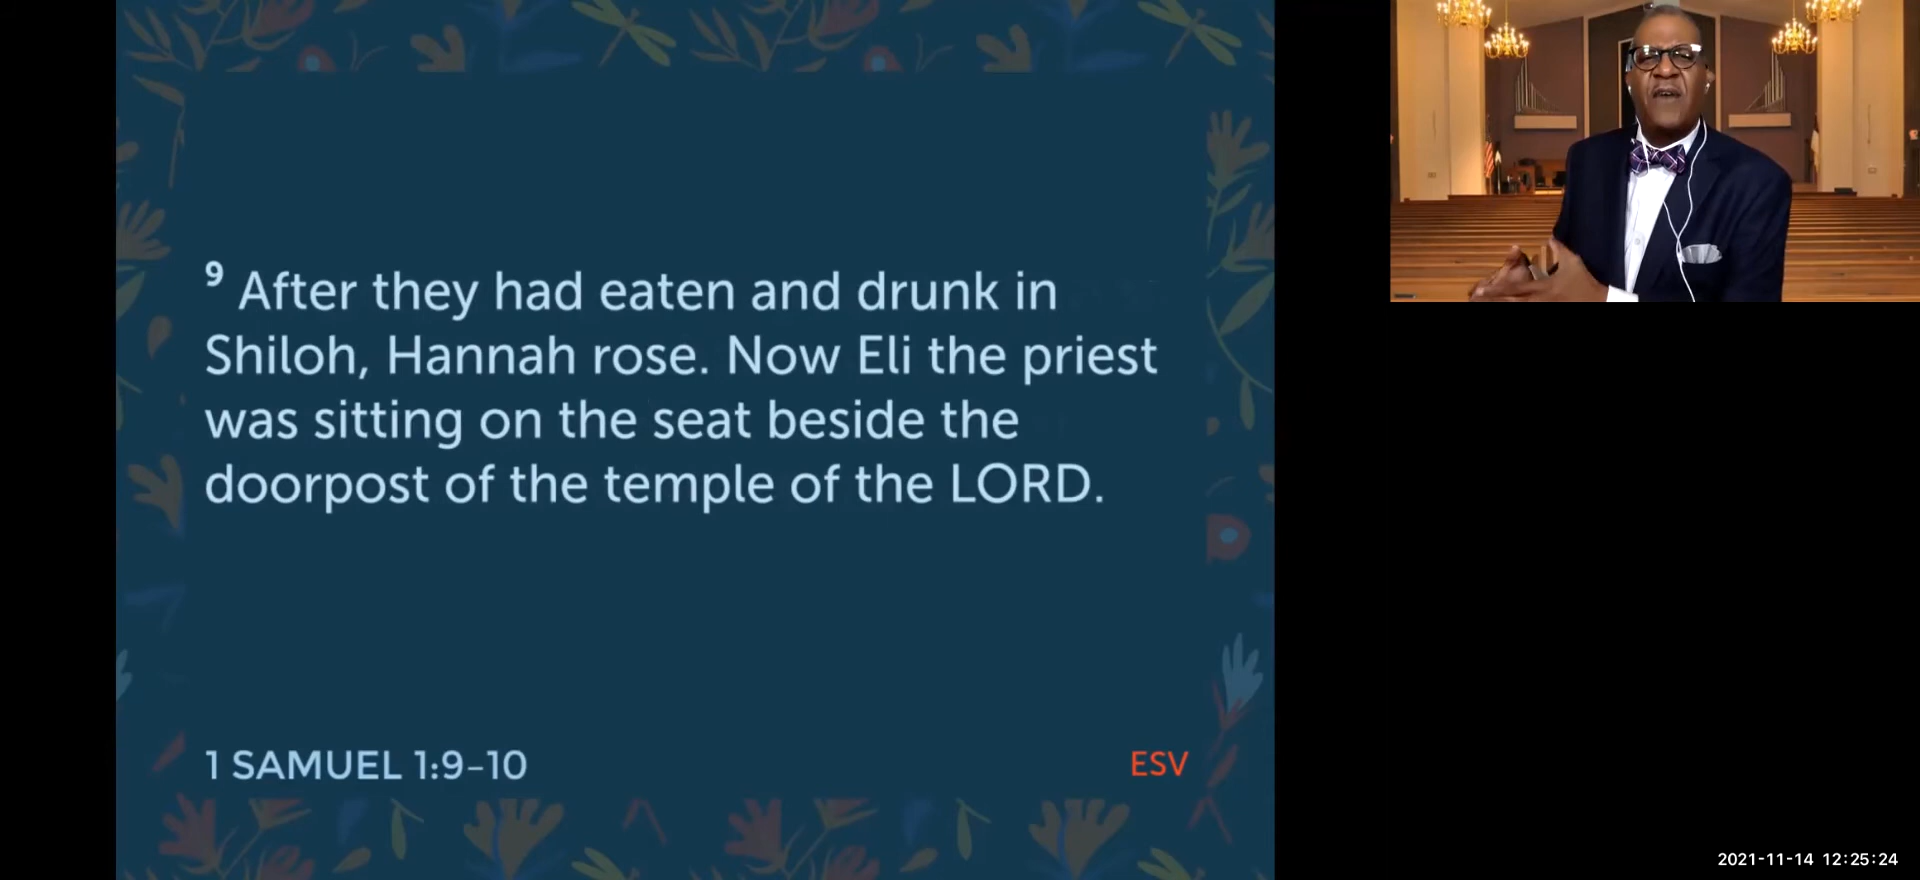 9 After they had eaten and drunk in
Shiloh, Hannah rose. Now Eli the priest
was sitting on the seat beside the
doorpost of the temple of the LORD.
1 SAMUEL 1:9–10
ESV
2021-11-14 12:25:24